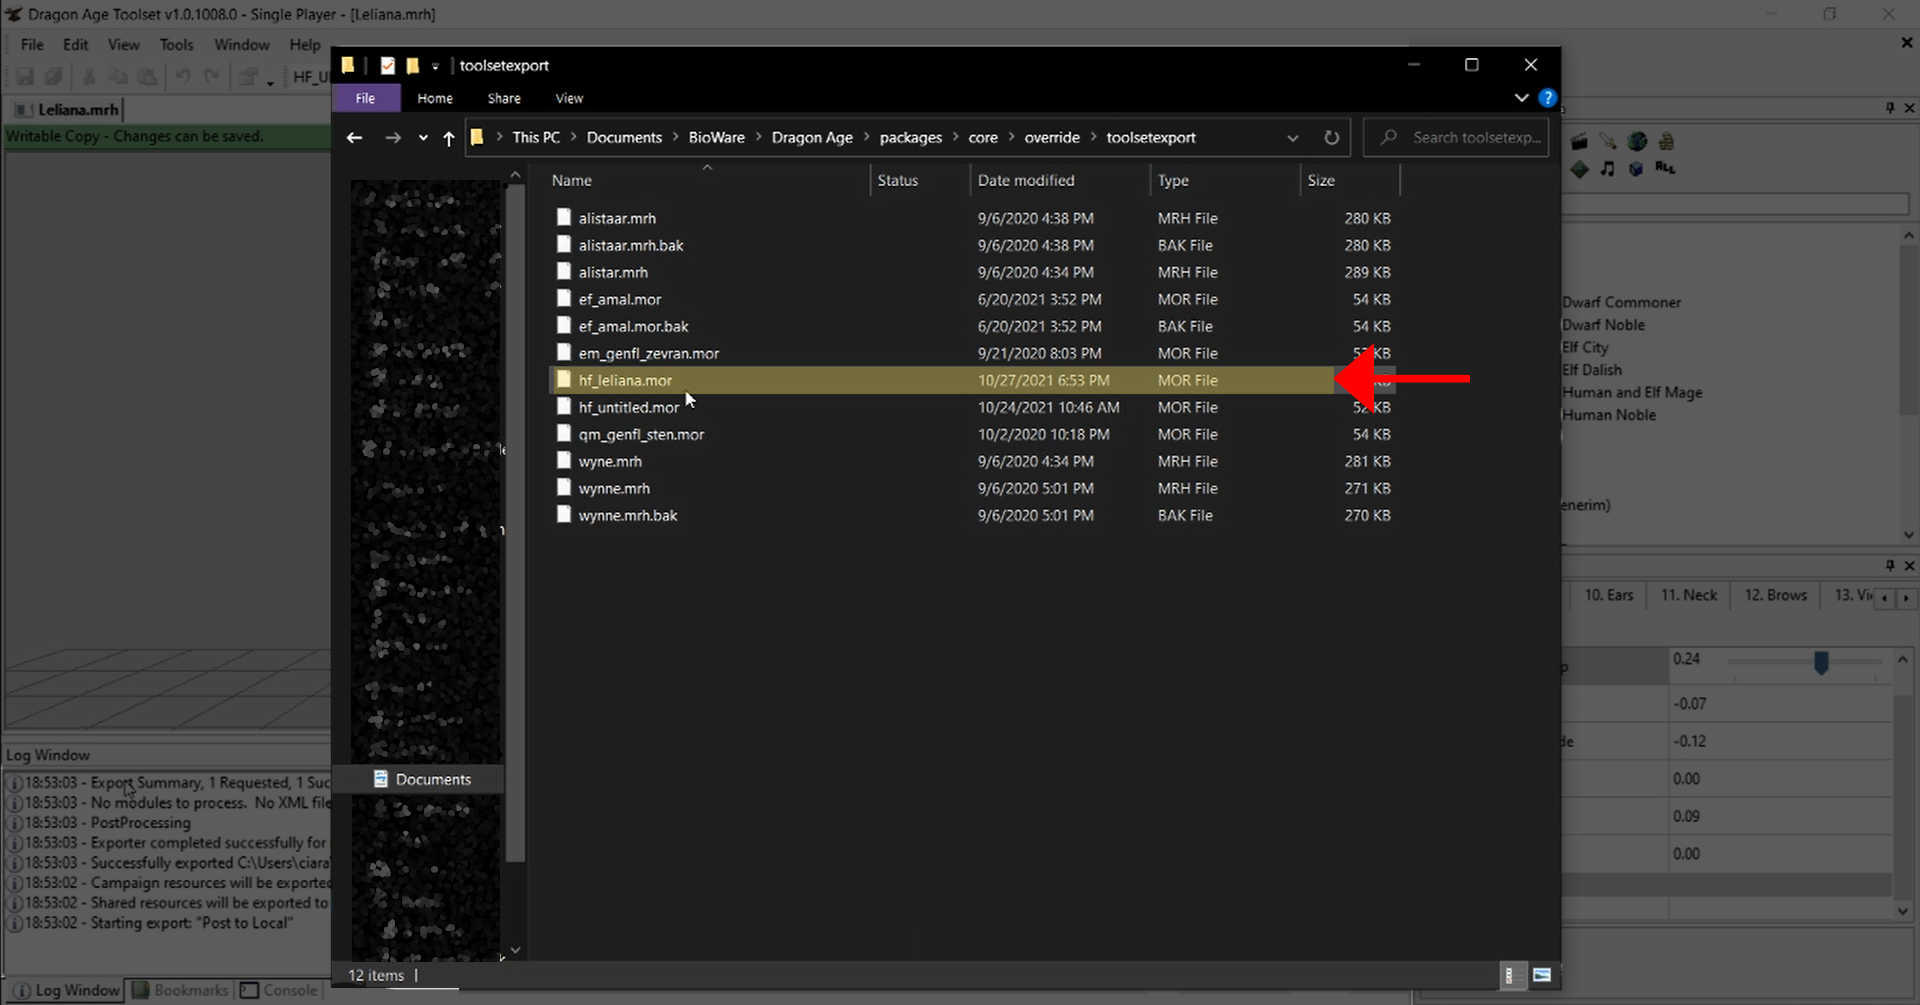 Dragon Age Toolset v1.0.1008.0 - Single Player - [Leliana.mrh]
File Edit View Tools Window Help
HF_U
Leliana.mrh
Writable Copy - Changes can be saved.
toolsetexport
File Home Share View
This PC > Documents > BioWare > Dragon Age > packages > core > override > toolsetexport
Search toolsetexp...
Name Status Date modified Type Size
alistaar.mrh 9/6/2020 4:38 PM MRH File 280 KB
alistaar.mrh.bak 9/6/2020 4:38 PM BAK File 280 KB
alistar.mrh 9/6/2020 4:34 PM MRH File 289 KB
ef_amal.mor 6/20/2021 3:52 PM MOR File 54 KB
ef_amal.mor.bak 6/20/2021 3:52 PM BAK File 54 KB
em_genfl_zevran.mor 9/21/2020 8:03 PM MOR File KB
hf_leliana.mor 10/27/2021 6:53 PM MOR File
hf_untitled.mor 10/24/2021 10:46 AM MOR File 52 KB
qm_genfl_sten.mor 10/2/2020 10:18 PM MOR File 54 KB
wyne.mrh 9/6/2020 4:34 PM MRH File 281 KB
wynne.mrh 9/6/2020 5:01 PM MRH File 271 KB
wynne.mrh.bak 9/6/2020 5:01 PM BAK File 270 KB
Documents
12 items
ALL
Dwarf Commoner
Dwarf Noble
Elf City
Elf Dalish
Human and Elf Mage
Human Noble
enerim)
10. Ears 11. Neck 12. Brows 13. Vi
0.24
-0.07
-0.12
0.00
0.09
0.00
Log Window
18:53:03 - Export Summary, 1 Requested, 1 Suc
18:53:03 - No modules to process. No XML file
18:53:03 - PostProcessing
18:53:03 - Exporter completed successfully for
18:53:03 - Successfully exported C:\Users\ciara
18:53:02 - Campaign resources will be exported
18:53:02 - Shared resources will be exported to
18:53:02 - Starting export: "Post to Local"
Log Window Bookmarks Console